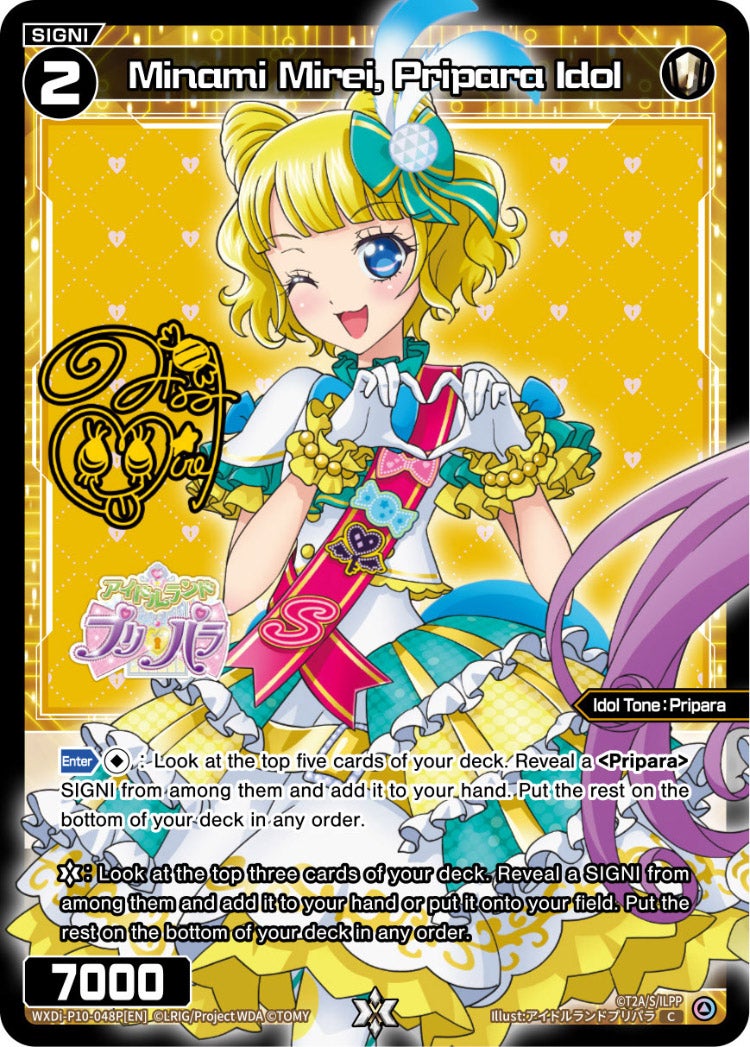 SIGNI
2
Minami Mirei, Pripara Idol
アイドルランド
プリパラ
S
Idol Tone：Pripara
Enter : Look at the top five cards of your deck. Reveal a <Pripara>
SIGNI from among them and add it to your hand. Put the rest on the
bottom of your deck in any order.
: Look at the top three cards of your deck. Reveal a SIGNI from
among them and add it to your hand or put it onto your field. Put the
rest on the bottom of your deck in any order.
7000
©T2A/S/ILPP
WXDi-P10-048P[EN] ©LRIG/Project WDA ©TOMY
Illust:アイドルランドプリパラ C